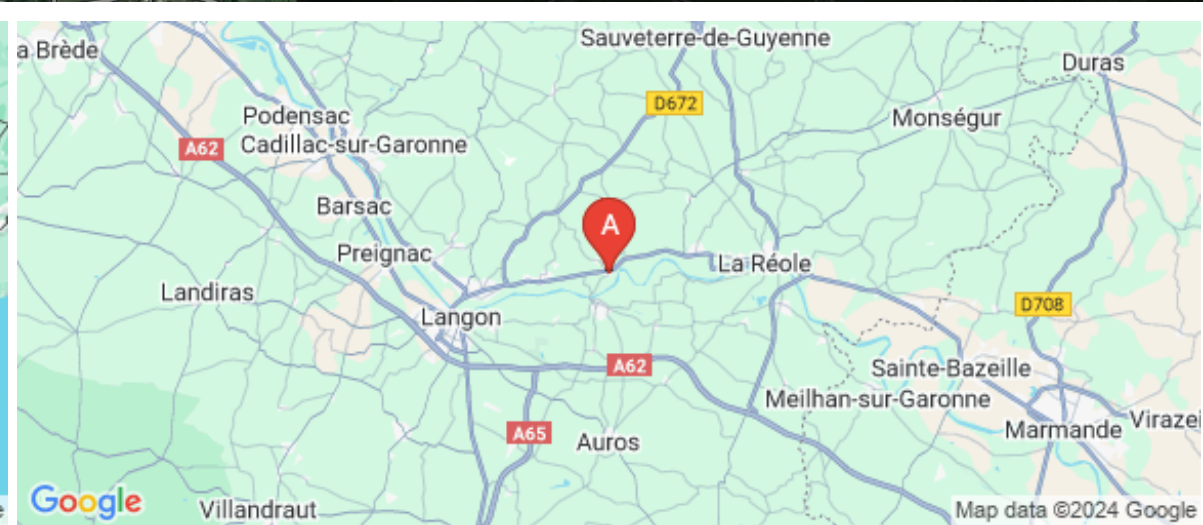 Sauveterre-de-Guyenne
a Brède
Duras
D672
Podensac
Monségur
Cadillac-sur-Garonne
A62
Barsac
A
Preignac
La Réole
Landiras
D708
Langon
A62
Sainte-Bazeille
Meilhan-sur-Garonne
Virazei
Marmande
A65
Auros
Google
Villandraut
Map data ©2024 Google